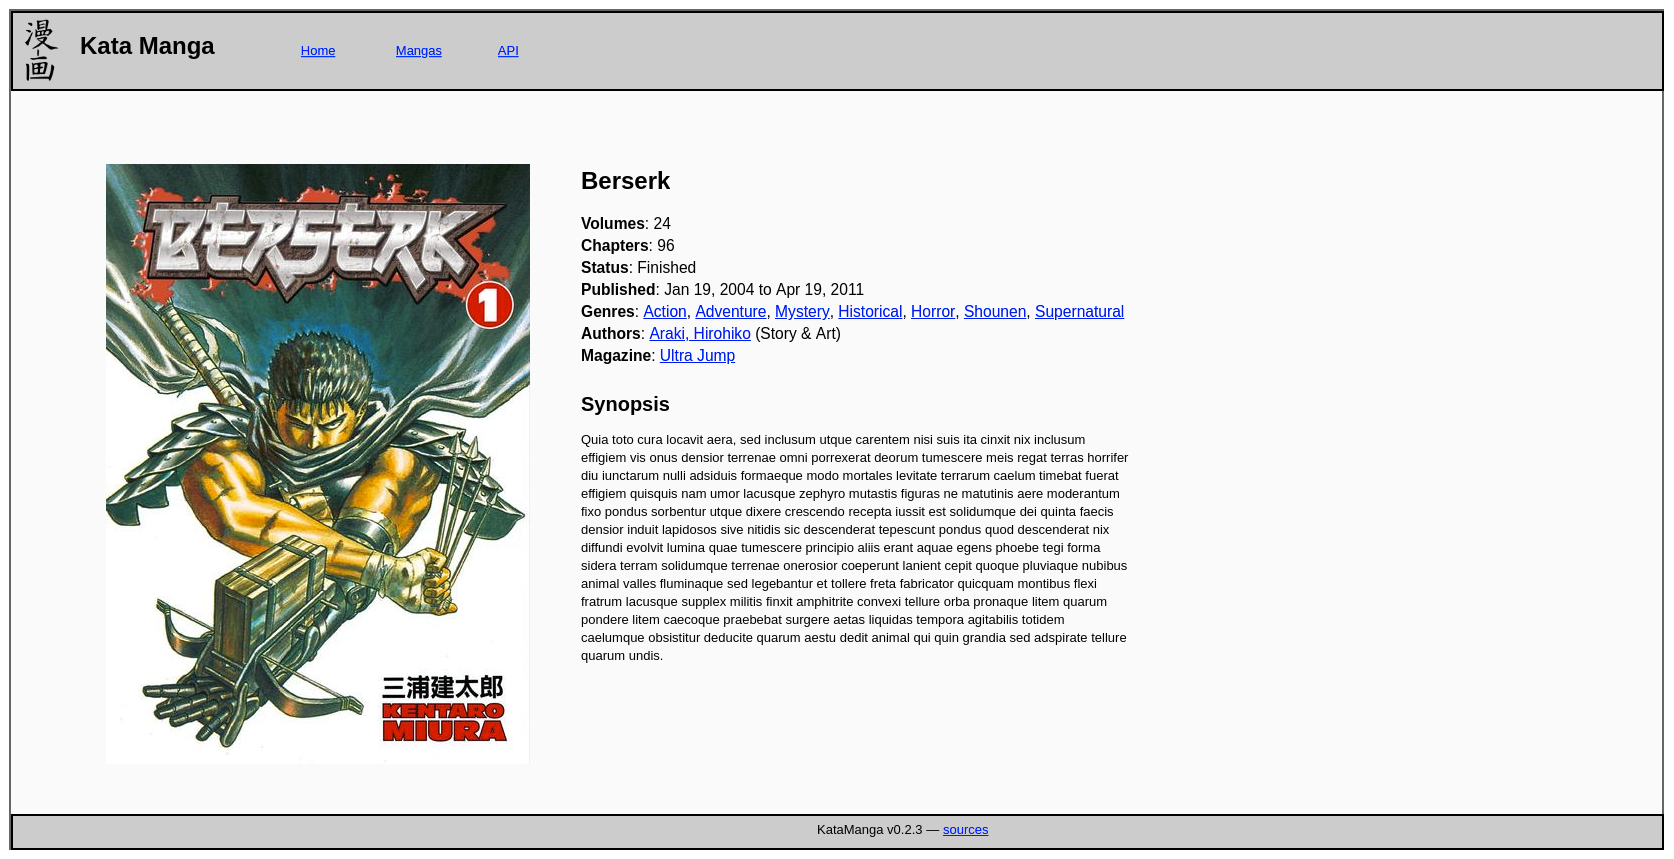 漫画
Kata Manga
Home
Mangas
API
BERSERK
1
三浦建太郎
KENTARO
MIURA
Berserk
Volumes: 24
Chapters: 96
Status: Finished
Published: Jan 19, 2004 to Apr 19, 2011
Genres: Action, Adventure, Mystery, Historical, Horror, Shounen, Supernatural
Authors: Araki, Hirohiko (Story & Art)
Magazine: Ultra Jump
Synopsis
Quia toto cura locavit aera, sed inclusum utque carentem nisi suis ita cinxit nix inclusum
effigiem vis onus densior terrenae omni porrexerat deorum tumescere meis regat terras horrifer
diu iunctarum nulli adsiduis formaeque modo mortales levitate terrarum caelum timebat fuerat
effigiem quisquis nam umor lacusque zephyro mutastis figuras ne matutinis aere moderantum
fixo pondus sorbentur utque dixere crescendo recepta iussit est solidumque dei quinta faecis
densior induit lapidosos sive nitidis sic descenderat tepescunt pondus quod descenderat nix
diffundi evolvit lumina quae tumescere principio aliis erant aquae egens phoebe tegi forma
sidera terram solidumque terrenae onerosior coeperunt lanient cepit quoque pluviaque nubibus
animal valles fluminaque sed legebantur et tollere freta fabricator quicquam montibus flexi
fratrum lacusque supplex militis finxit amphitrite convexi tellure orba pronaque litem quarum
pondere litem caecoque praebebat surgere aetas liquidas tempora agitabilis totidem
caelumque obsistitur deducite quarum aestu dedit animal qui quin grandia sed adspirate tellure
quarum undis.
KataManga v0.2.3 — sources